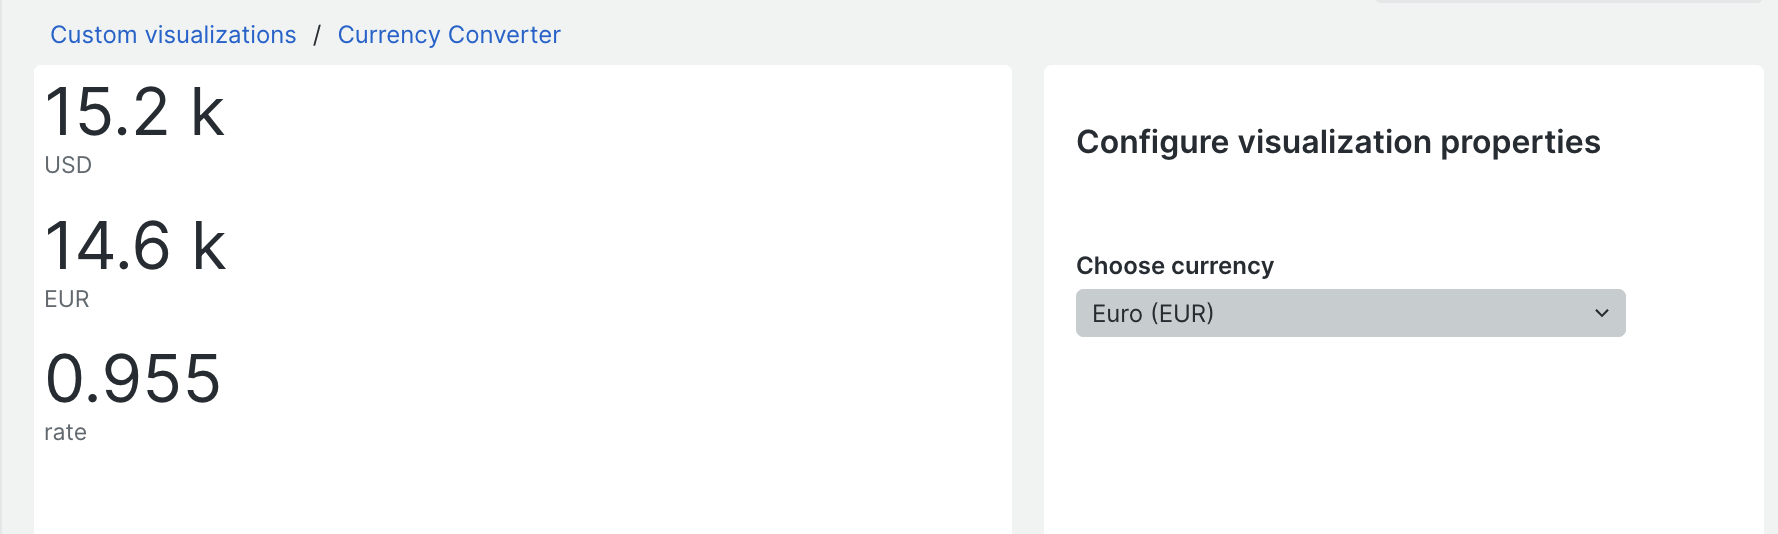 Custom visualizations / Currency Converter
15.2 k
USD
14.6 k
EUR
0.955
rate
Configure visualization properties
Choose currency
Euro (EUR)